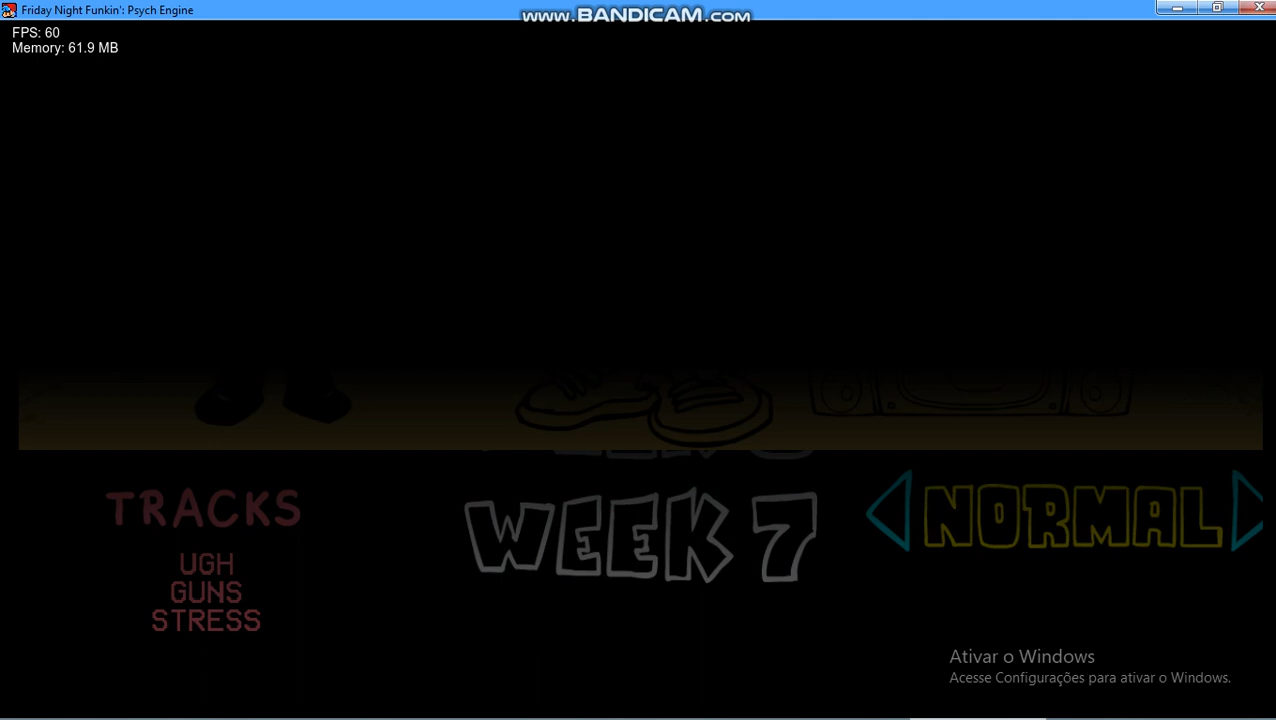 Friday Night Funkin': Psych Engine
www.BANDICAM.com
FPS: 60
Memory: 61.9 MB
TRACKS
WEEK 7
NORMAL
UGH
GUNS
STRESS
Ativar o Windows
Acesse Configurações para ativar o Windows.